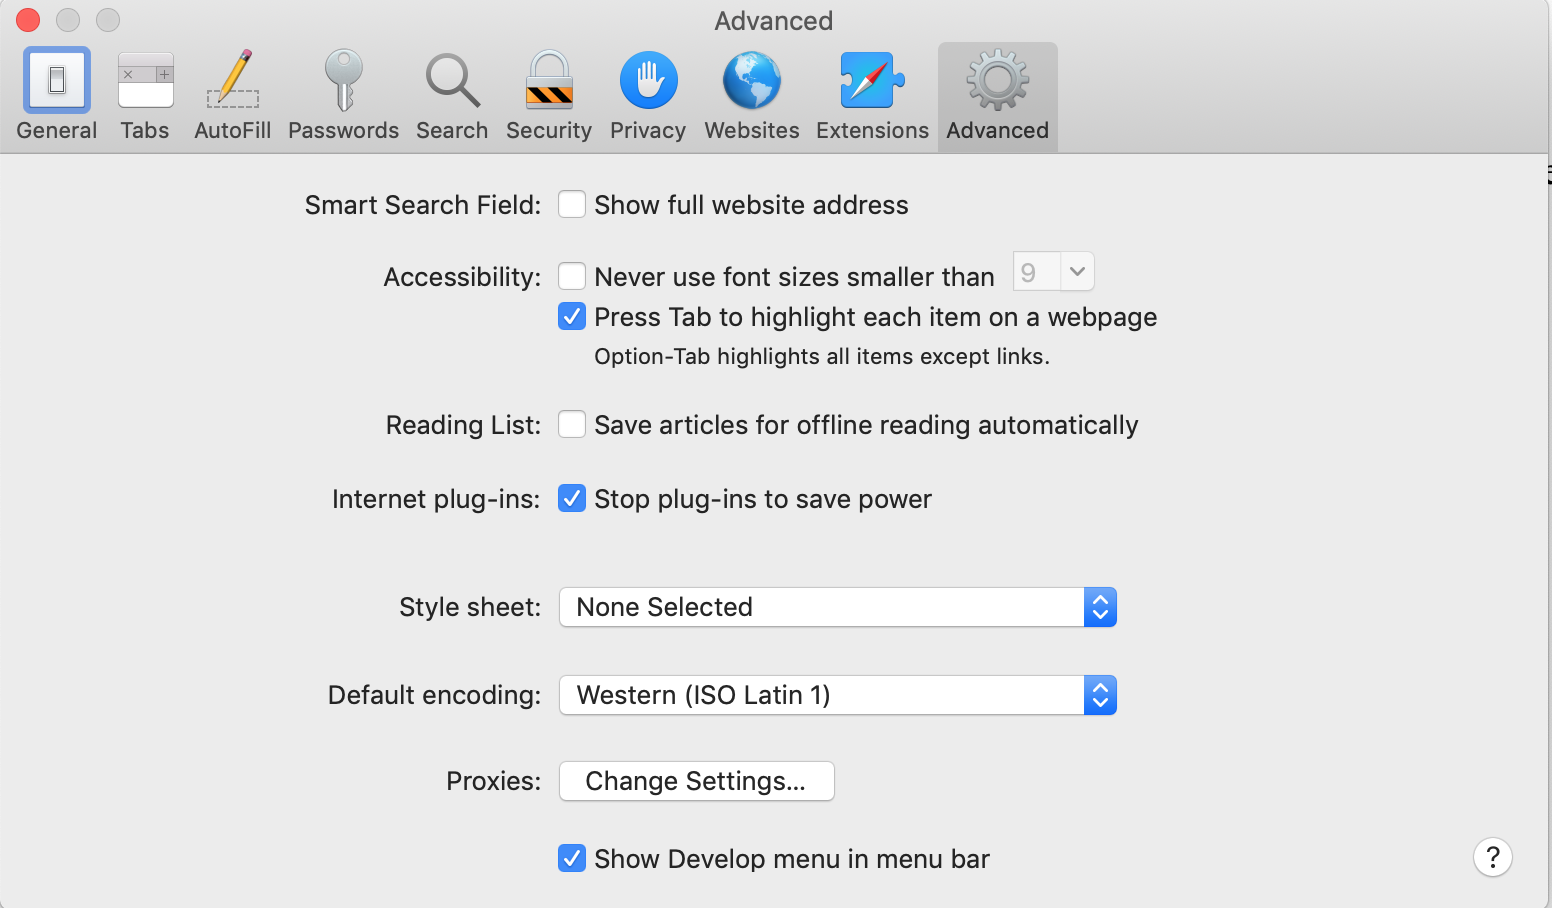 Advanced
General Tabs AutoFill Passwords Search Security Privacy Websites Extensions Advanced
Smart Search Field: Show full website address
Accessibility: Never use font sizes smaller than 9
Press Tab to highlight each item on a webpage
Option-Tab highlights all items except links.
Reading List: Save articles for offline reading automatically
Internet plug-ins: Stop plug-ins to save power
Style sheet: None Selected
Default encoding: Western (ISO Latin 1)
Proxies: Change Settings...
Show Develop menu in menu bar
?